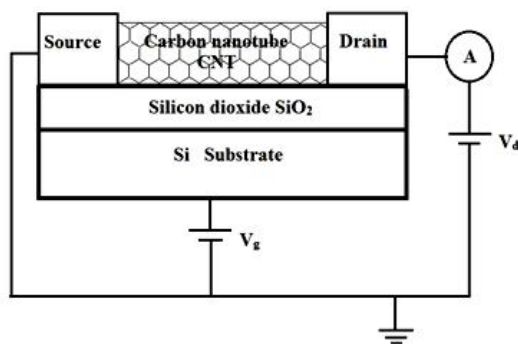 Source
Carbon nanotube
CNT
Drain
A
Silicon dioxide SiO₂
Si Substrate
V_d
V_g